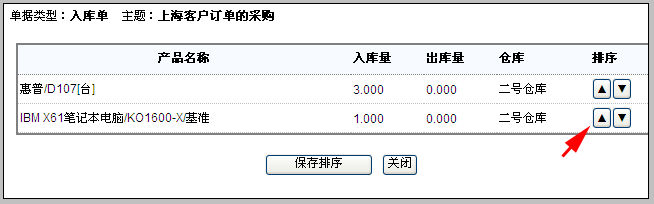 单据类型：入库单 主题：上海客户订单的采购
产品名称 入库量 出库量 仓库 排序
惠普/D107[台] 3.000 0.000 二号仓库 ▲ ▼
IBM X61笔记本电脑/KO1600-X/基准 1.000 0.000 二号仓库 ▲ ▼
保存排序 关闭